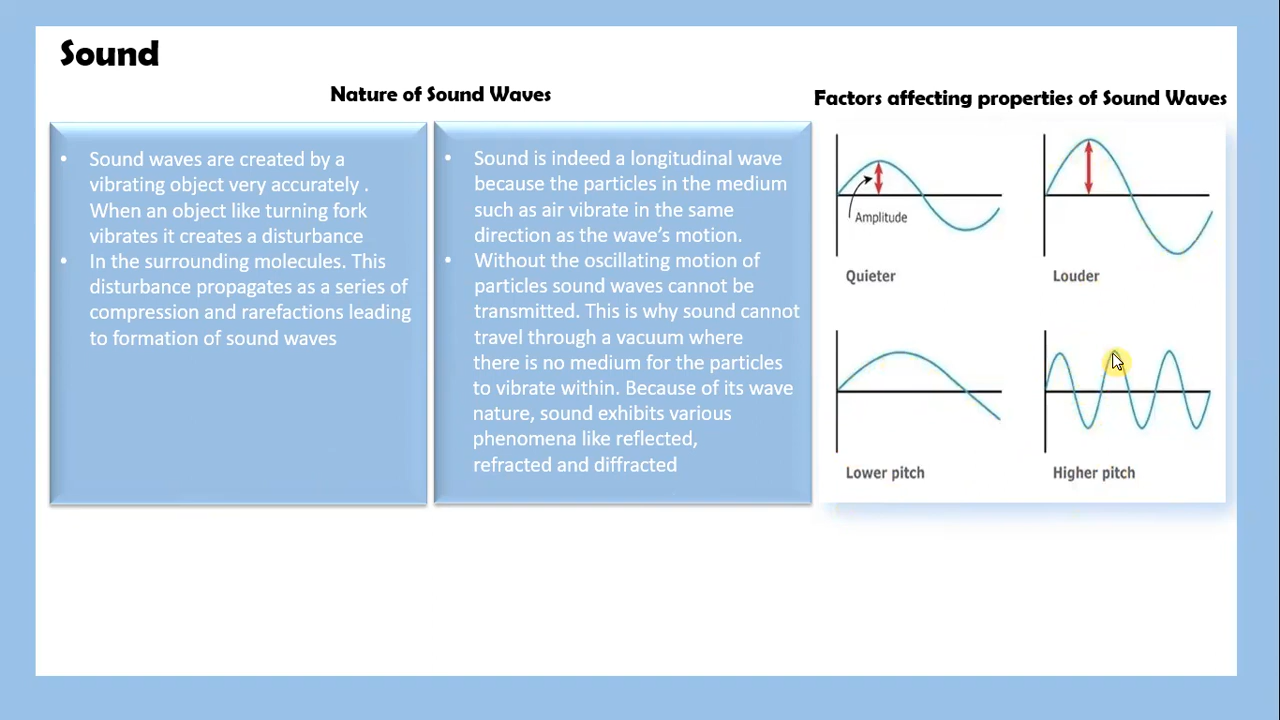 Sound
Nature of Sound Waves
Sound waves are created by a
vibrating object very accurately .
When an object like turning fork
vibrates it creates a disturbance
In the surrounding molecules. This
disturbance propagates as a series of
compression and rarefactions leading
to formation of sound waves
Sound is indeed a longitudinal wave
because the particles in the medium
such as air vibrate in the same
direction as the wave's motion.
Without the oscillating motion of
particles sound waves cannot be
transmitted. This is why sound cannot
travel through a vacuum where
there is no medium for the particles
to vibrate within. Because of its wave
nature, sound exhibits various
phenomena like reflected,
refracted and diffracted
Factors affecting properties of Sound Waves
Amplitude
Quieter
Louder
Lower pitch
Higher pitch